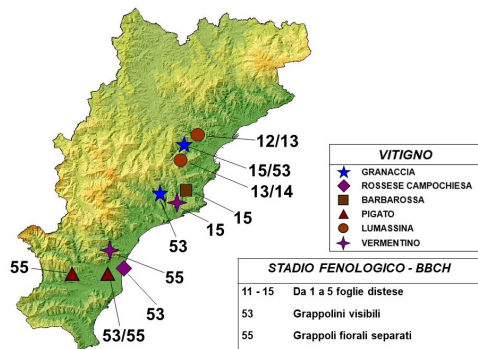 12/13
15/53
13/14
15
15
53
55
55
53
53/55
VITIGNO
GRANACCIA
ROSSESE CAMPOCHIESA
BARBAROSSA
PIGATO
LUMASSINA
VERMENTINO
STADIO FENOLOGICO - BBCH
11 - 15 Da 1 a 5 foglie distese
53 Grappolini visibili
55 Grappoli fiorali separati